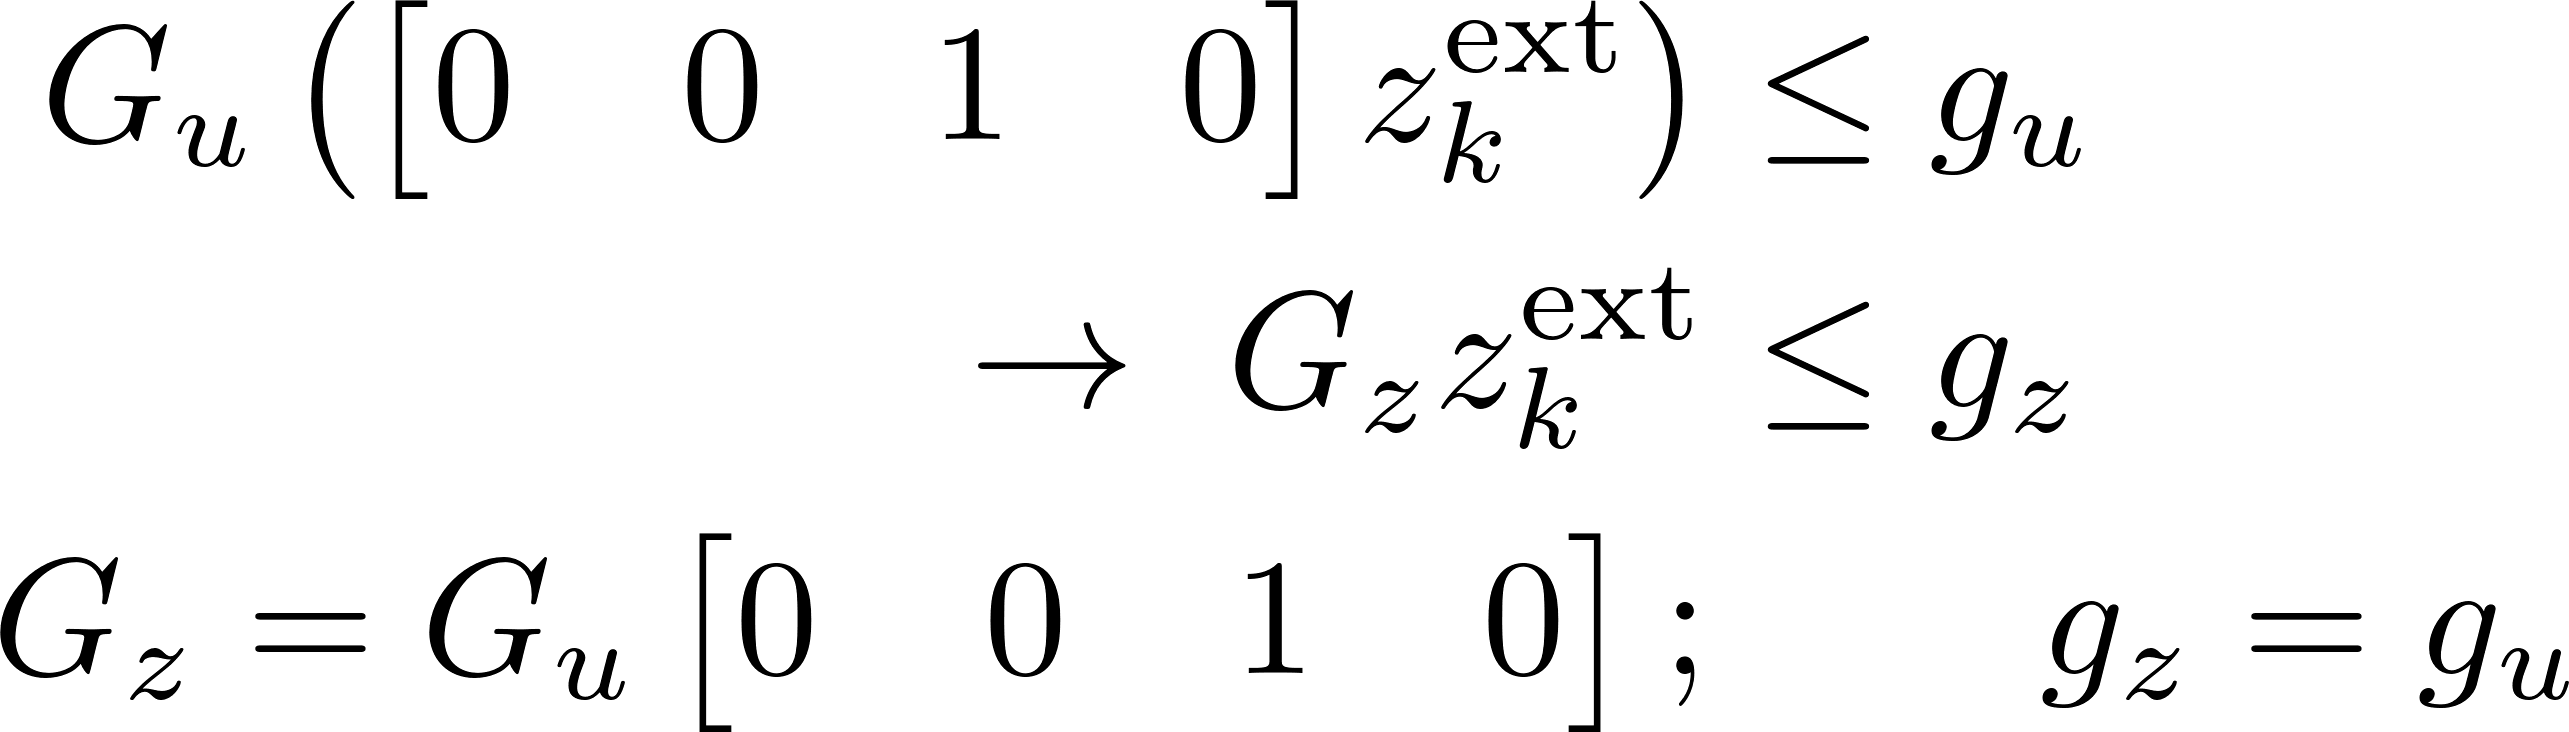 G_u ([0 0 1 0] z_k^ext) ≤ g_u
→ G_z z_k^ext ≤ g_z
G_z = G_u [0 0 1 0] ; g_z = g_u